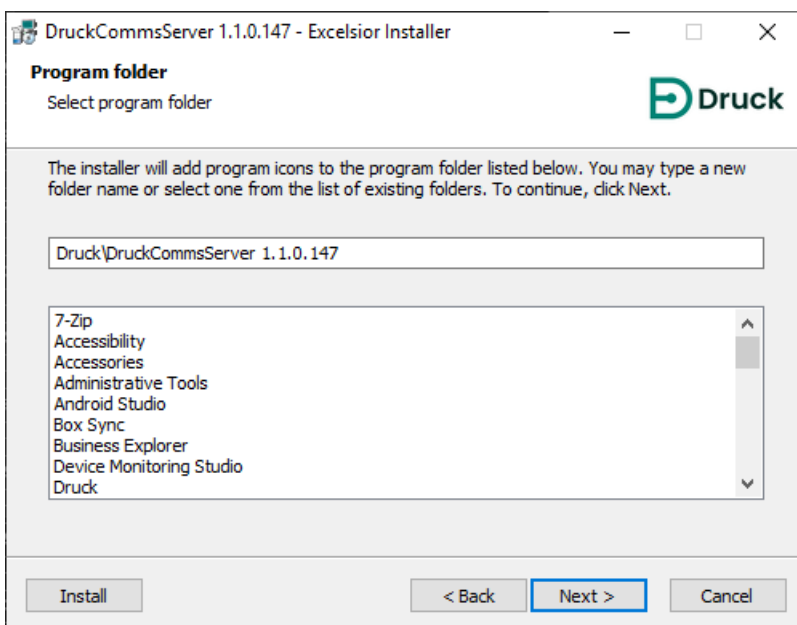 DruckCommsServer 1.1.0.147 - Excelsior Installer
Program folder
Select program folder
Druck
The installer will add program icons to the program folder listed below. You may type a new
folder name or select one from the list of existing folders. To continue, click Next.
Druck\DruckCommsServer 1.1.0.147
7-Zip
Accessibility
Accessories
Administrative Tools
Android Studio
Box Sync
Business Explorer
Device Monitoring Studio
Druck
Install
< Back
Next >
Cancel